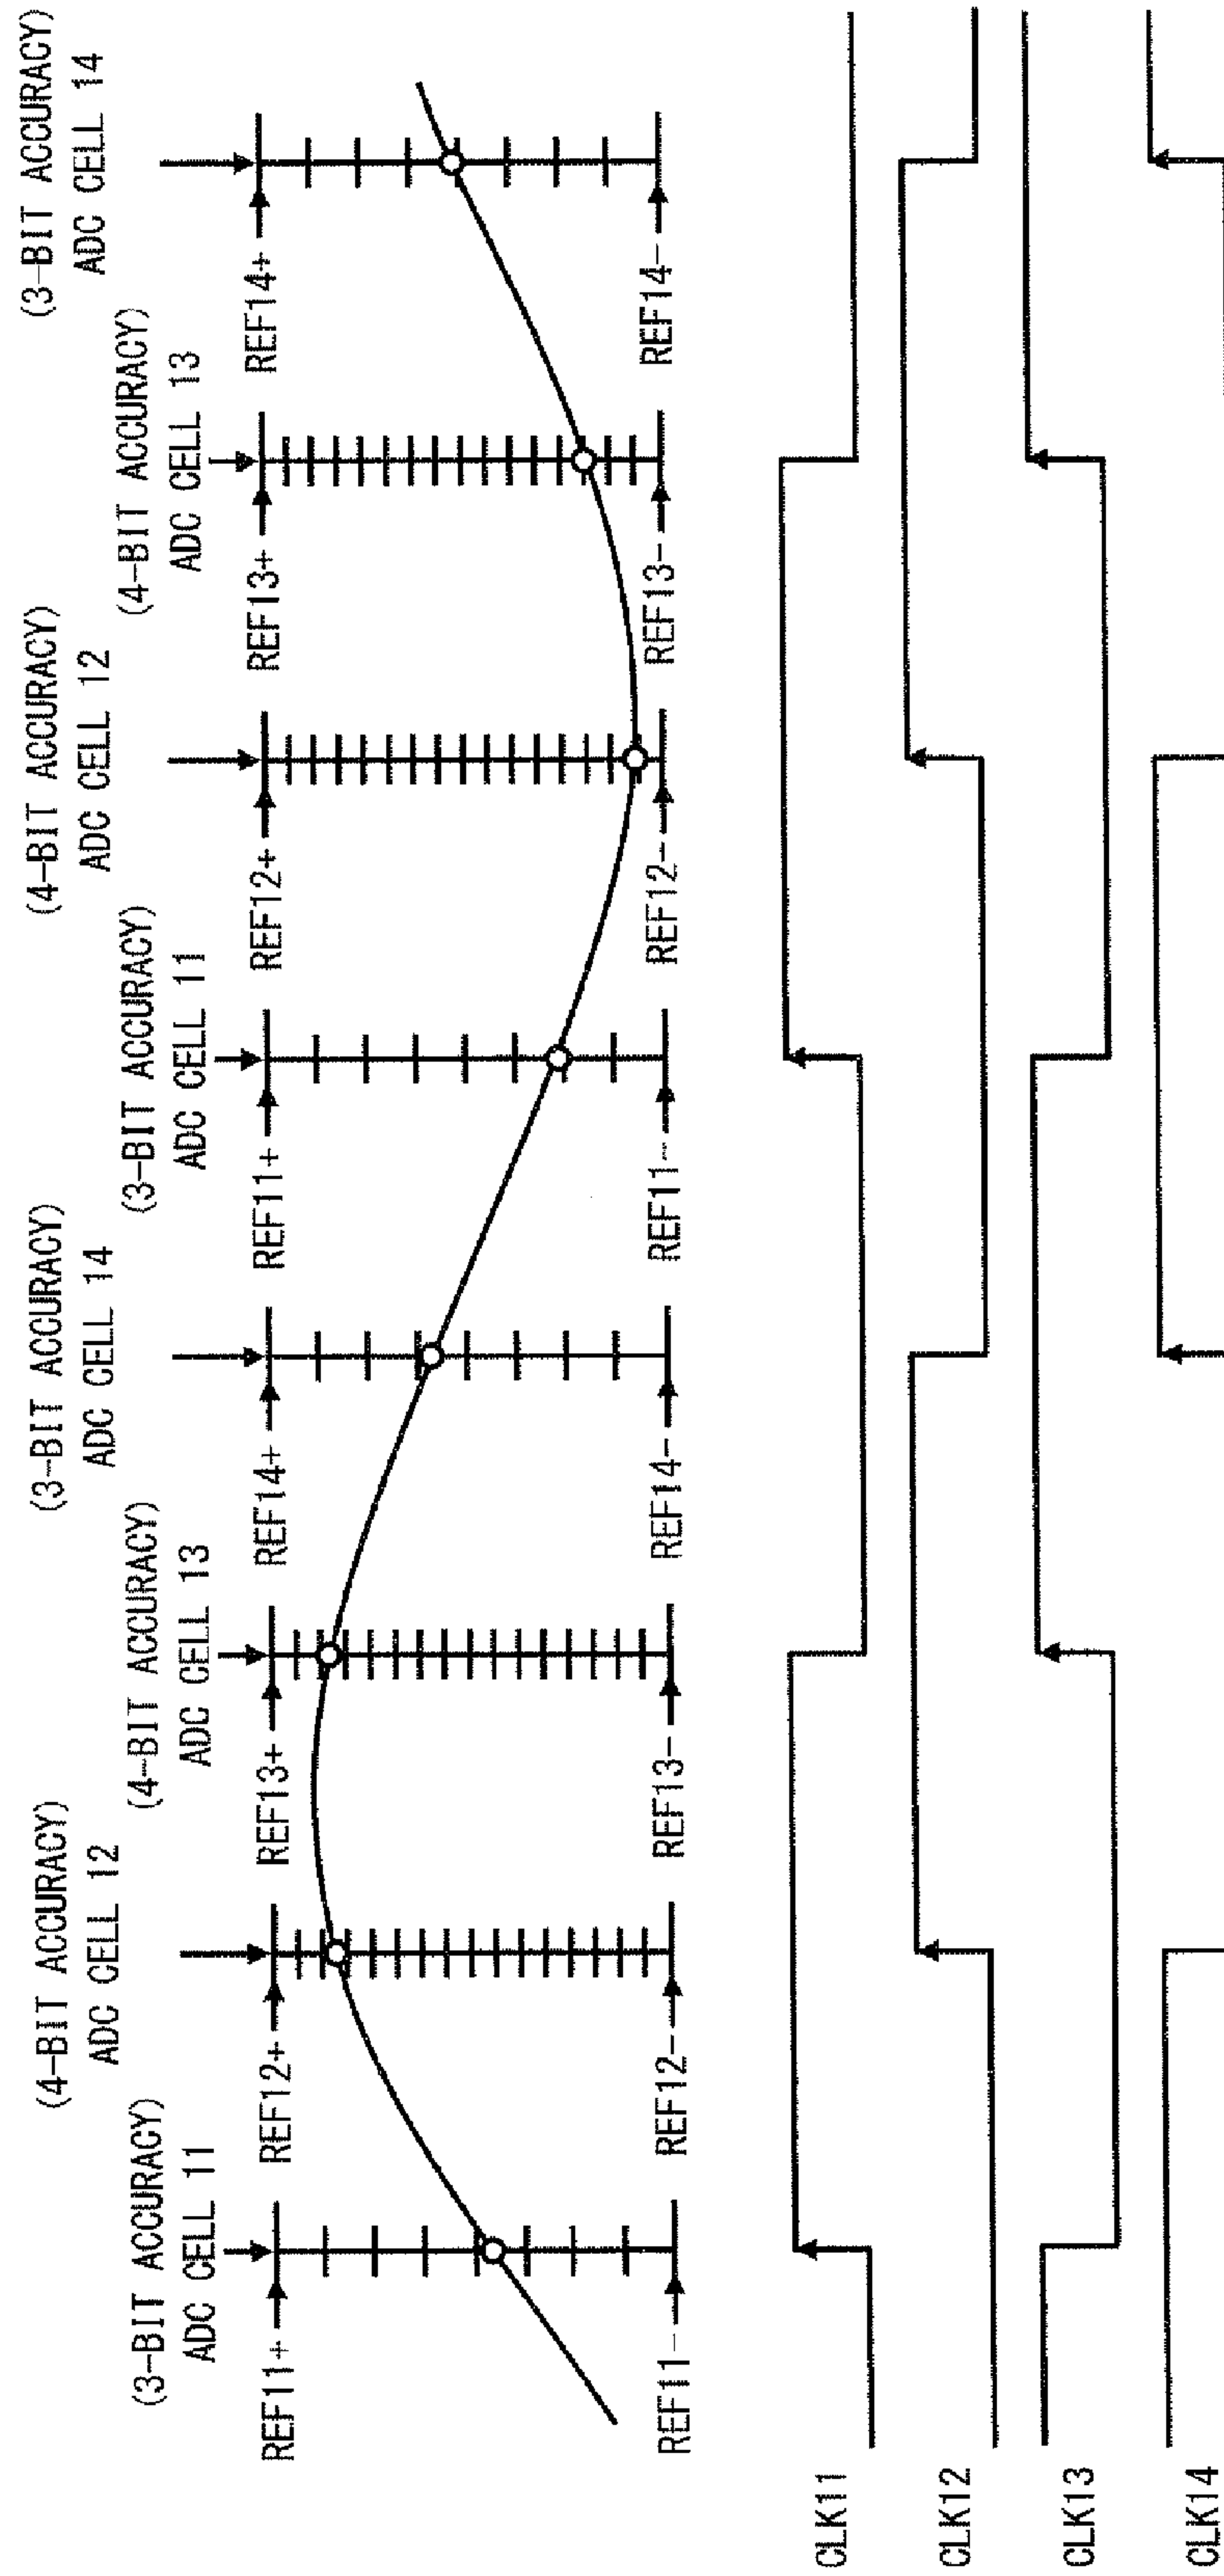 (3-BIT ACCURACY)
ADC CELL 11
(4-BIT ACCURACY)
ADC CELL 12
(4-BIT ACCURACY)
ADC CELL 13
(3-BIT ACCURACY)
ADC CELL 14
(3-BIT ACCURACY)
ADC CELL 11
(4-BIT ACCURACY)
ADC CELL 12
(4-BIT ACCURACY)
ADC CELL 13
(3-BIT ACCURACY)
ADC CELL 14
REF11+
REF12+
REF13+
REF14+
REF11+
REF12+
REF13+
REF14+
REF11-
REF12-
REF13-
REF14-
REF11-
REF12-
REF13-
REF14-
CLK11
CLK12
CLK13
CLK14